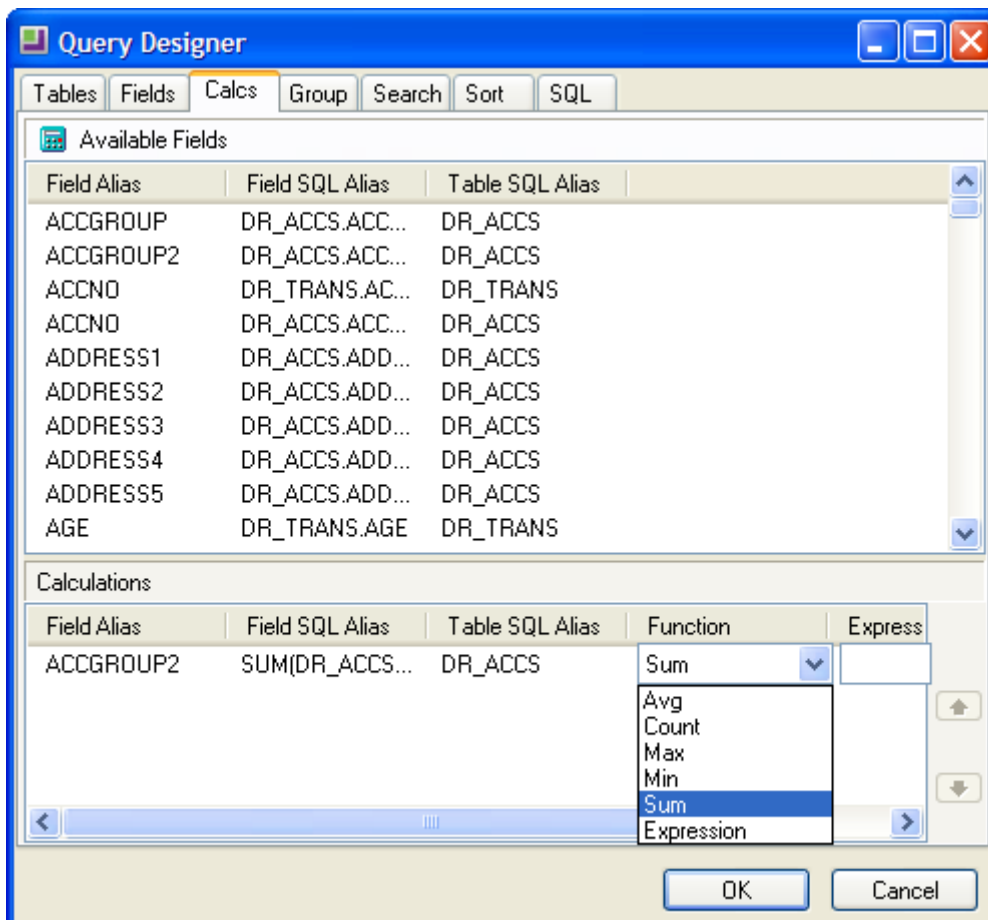 Query Designer
Tables Fields Calcs Group Search Sort SQL
Available Fields
Field Alias Field SQL Alias Table SQL Alias
ACCGROUP DR_ACCS.ACC... DR_ACCS
ACCGROUP2 DR_ACCS.ACC... DR_ACCS
ACCNO DR_TRANS.AC... DR_TRANS
ACCNO DR_ACCS.ACC... DR_ACCS
ADDRESS1 DR_ACCS.ADD... DR_ACCS
ADDRESS2 DR_ACCS.ADD... DR_ACCS
ADDRESS3 DR_ACCS.ADD... DR_ACCS
ADDRESS4 DR_ACCS.ADD... DR_ACCS
ADDRESS5 DR_ACCS.ADD... DR_ACCS
AGE DR_TRANS.AGE DR_TRANS
Calculations
Field Alias Field SQL Alias Table SQL Alias Function Express
ACCGROUP2 SUM(DR_ACCS... DR_ACCS Sum
Avg
Count
Max
Min
Sum
Expression
OK Cancel